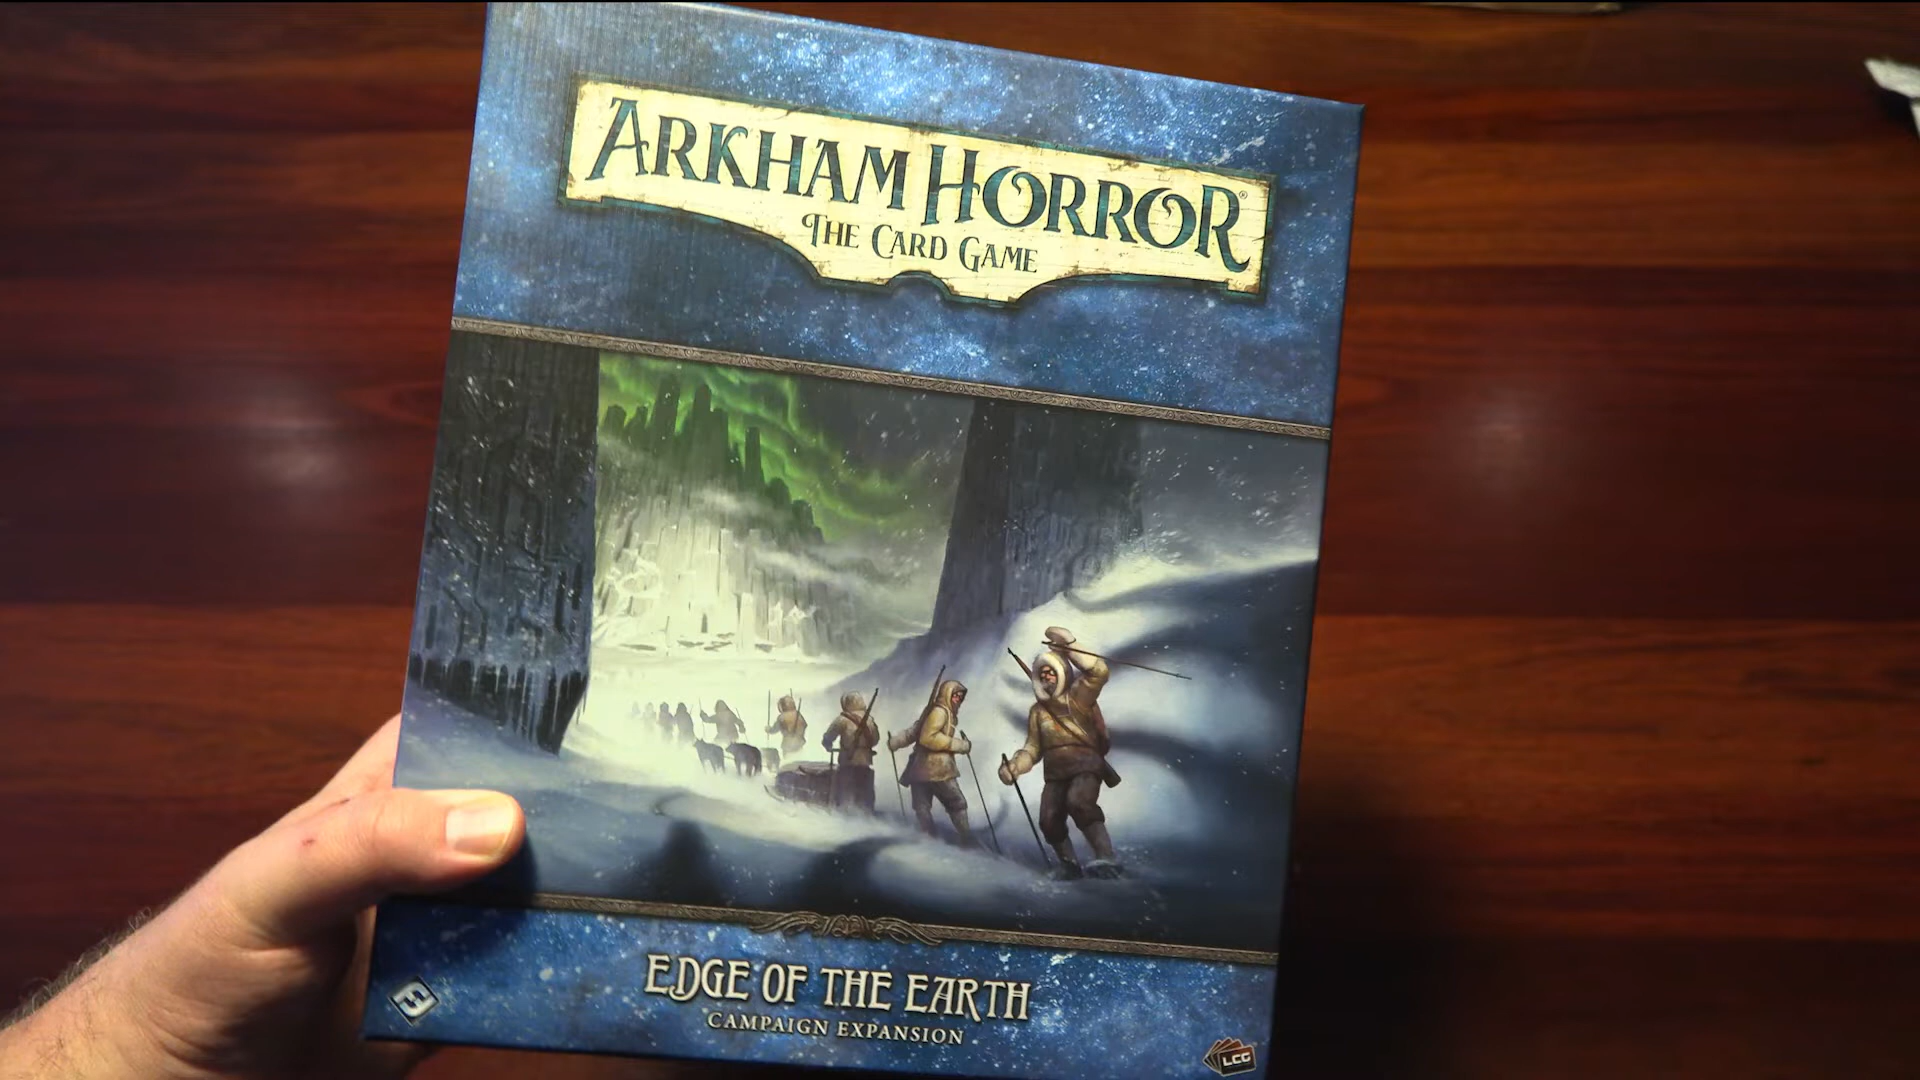 ARKHAM HORROR®
THE CARD GAME
EDGE OF THE EARTH
CAMPAIGN EXPANSION
LCG